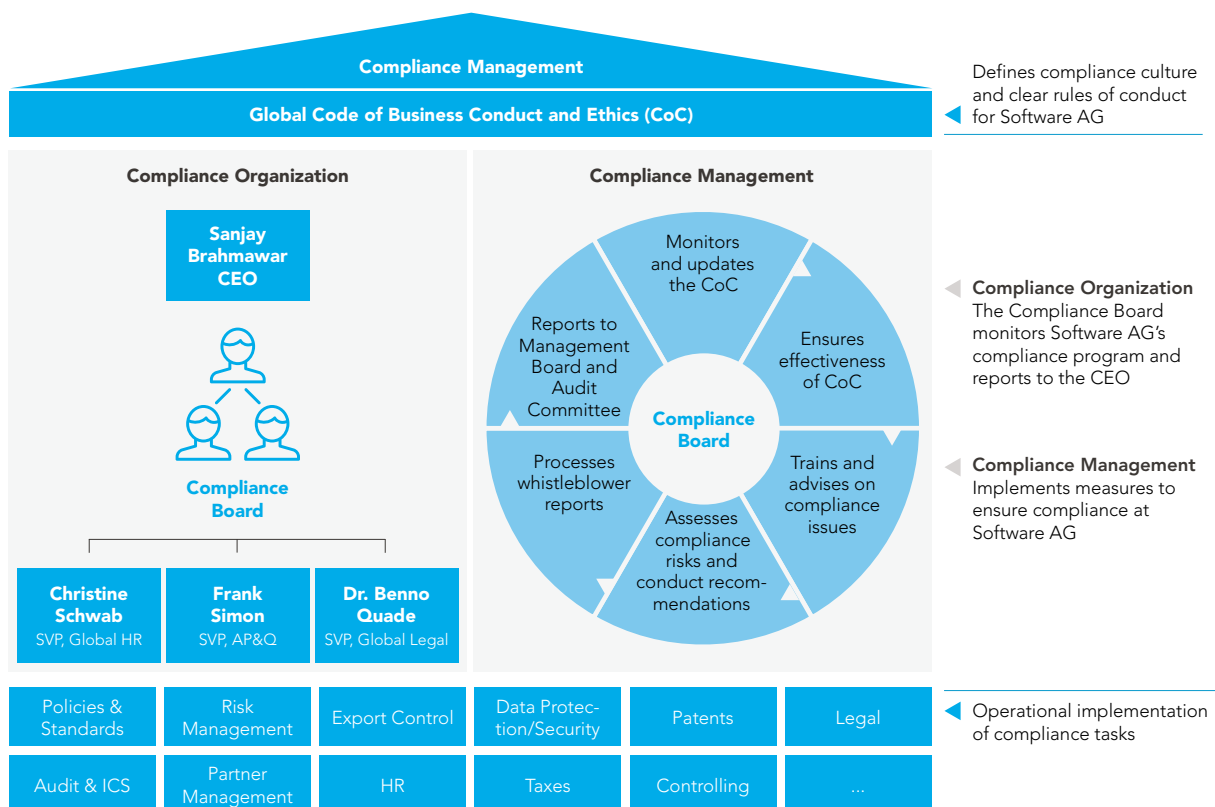 Compliance Management
Global Code of Business Conduct and Ethics (CoC)
Defines compliance culture
and clear rules of conduct
for Software AG
Compliance Organization
Sanjay
Brahmawar
CEO
Compliance
Board
Christine
Schwab
SVP, Global HR
Frank
Simon
SVP, AP&Q
Dr. Benno
Quade
SVP, Global Legal
Compliance Management
Monitors
and updates
the CoC
Ensures
effectiveness
of CoC
Trains and
advises on
compliance
issues
Assesses
compliance
risks and
conduct recom-
mendations
Processes
whistleblower
reports
Reports to
Management
Board and
Audit
Committee
Compliance
Board
Compliance Organization
The Compliance Board
monitors Software AG’s
compliance program and
reports to the CEO
Compliance Management
Implements measures to
ensure compliance at
Software AG
Policies &
Standards
Risk
Management
Export Control
Data Protec-
tion/Security
Patents
Legal
Audit & ICS
Partner
Management
HR
Taxes
Controlling
...
Operational implementation
of compliance tasks